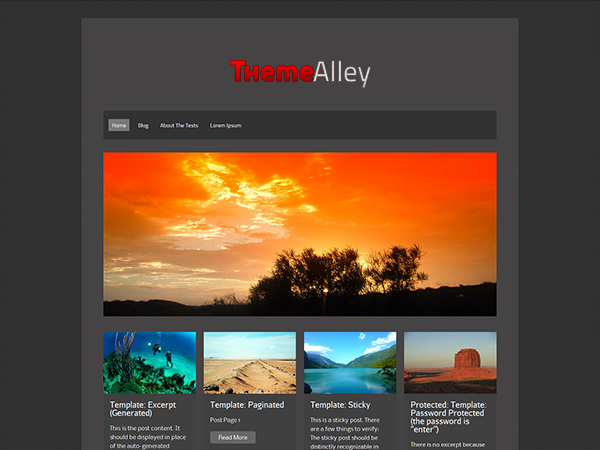 ThemeAlley
Home Blog About The Tests Lorem Ipsum
Template: Excerpt
(Generated)
This is the post content. It
should be displayed in place
of the auto-generated
Template: Paginated
Post Page 1
Read More
Template: Sticky
This is a sticky post. There
are a few things to verify:
The sticky post should be
distinctly recognizable in
Protected: Template:
Password Protected
(the password is
"enter")
There is no excerpt because